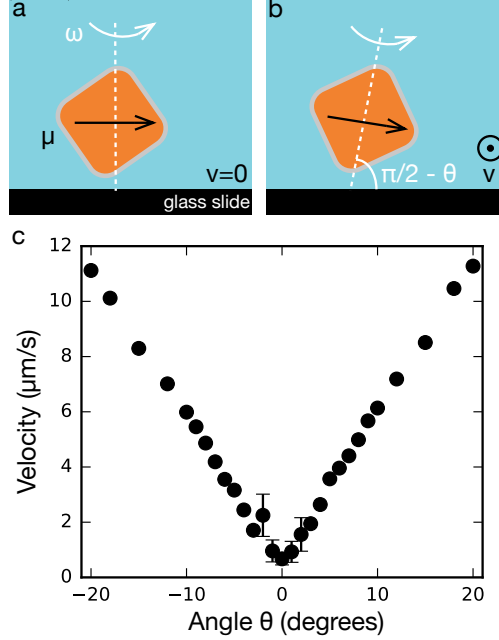 a
ω
μ
v=0
glass slide
b
π/2 - θ
v
c
Velocity (μm/s)
12
10
8
6
4
2
0
−20
−10
0
10
20
Angle θ (degrees)